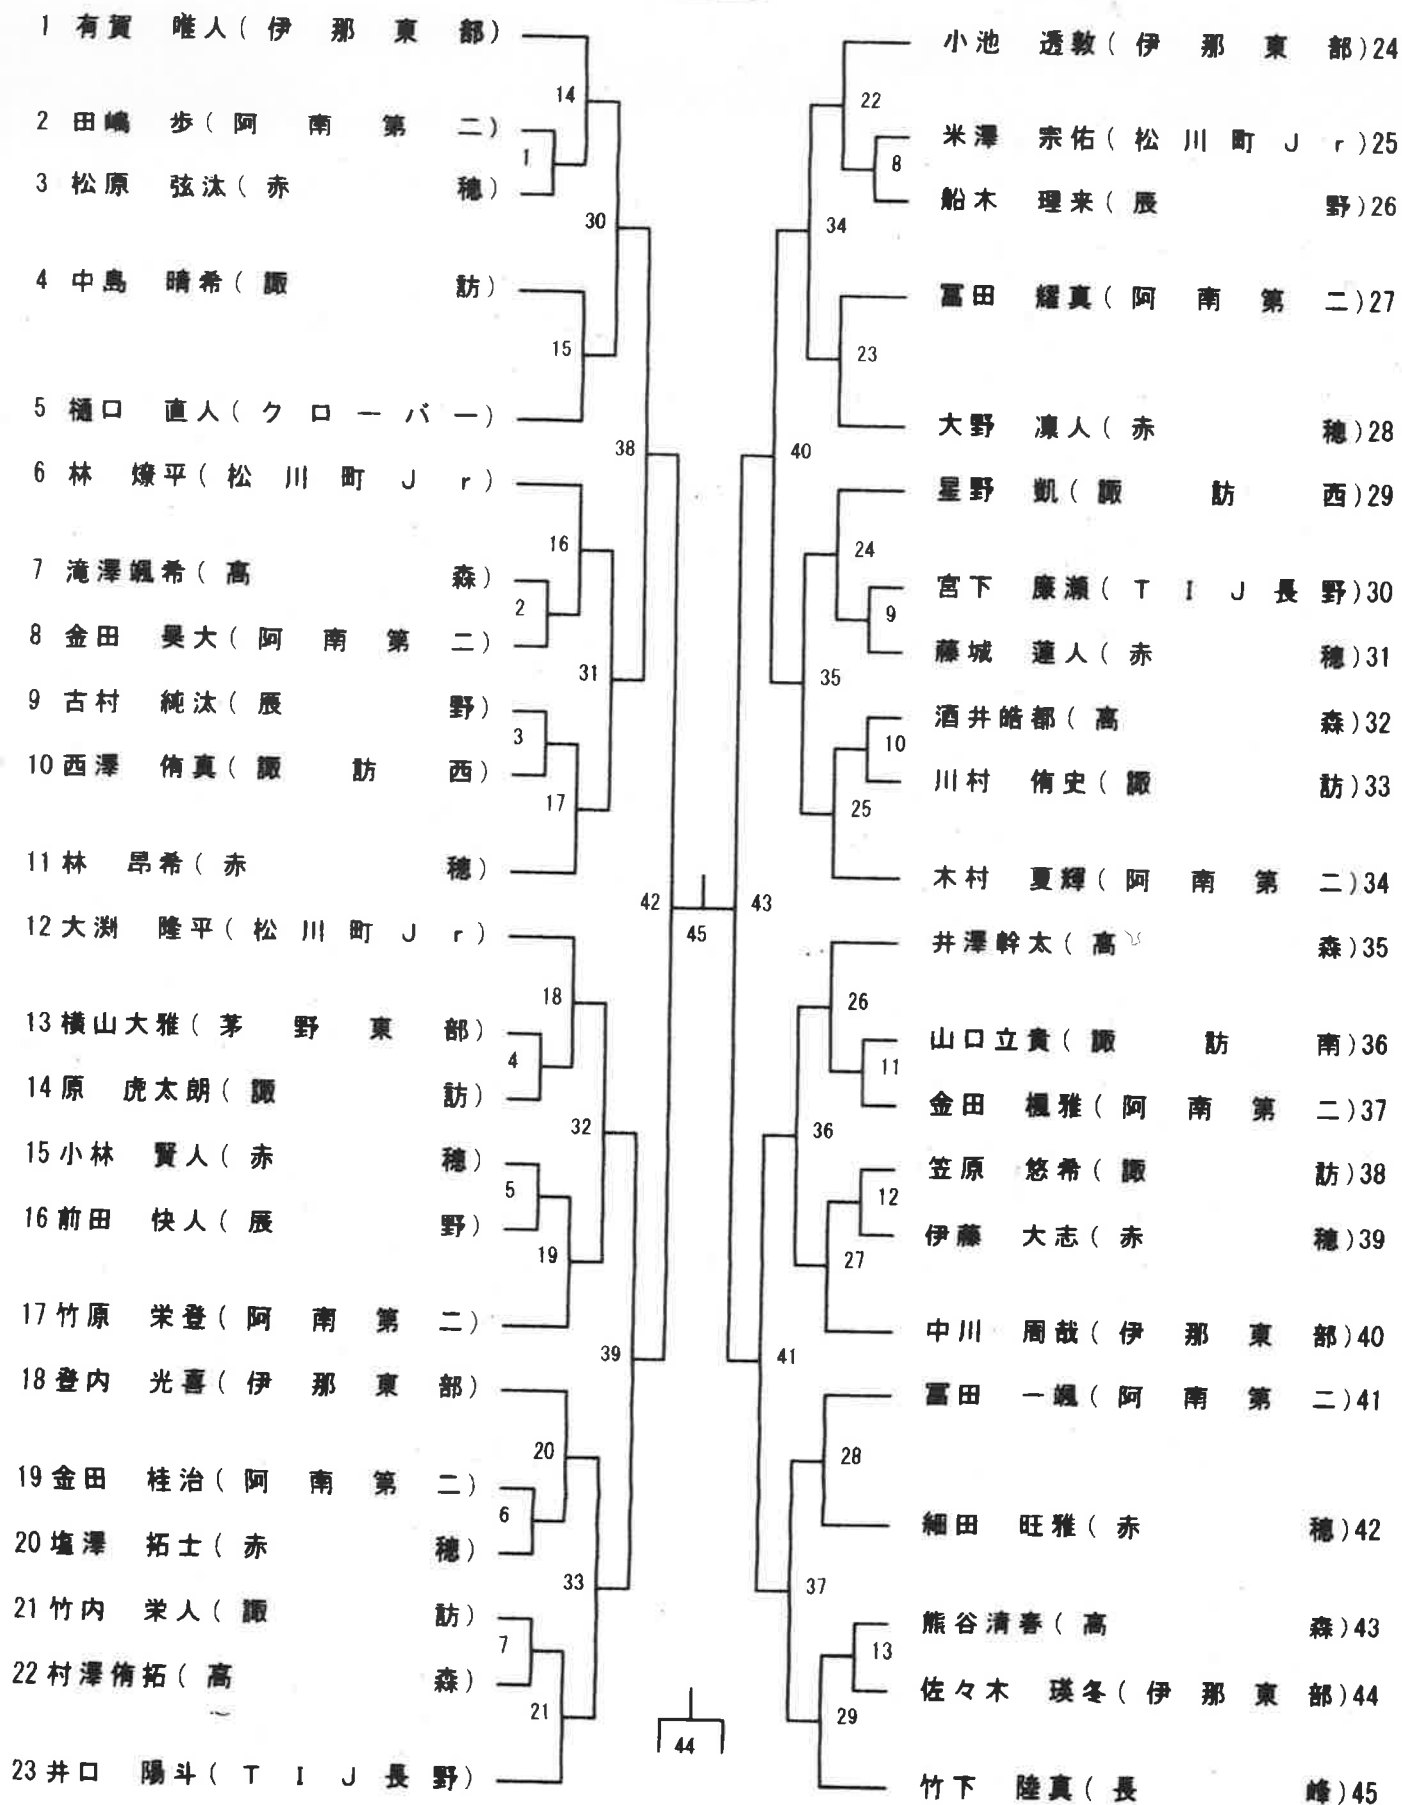 1 有賀 唯人(伊那東部)
2 田嶋 歩(阿南第二)
3 松原 弦汰(赤穂)
4 中島 晴希(諏訪)
5 樋口 直人(クローバー)
6 林 燎平(松川町Jr)
7 滝澤颯希(高森)
8 金田 昊大(阿南第二)
9 古村 純汰(辰野)
10 西澤 侑真(諏訪西)
11 林 昂希(赤穂)
12 大渕 隆平(松川町Jr)
13 横山大雅(茅野東部)
14 原 虎太朗(諏訪)
15 小林 賢人(赤穂)
16 前田 快人(辰野)
17 竹原 栄登(阿南第二)
18 登内 光喜(伊那東部)
19 金田 桂治(阿南第二)
20 塩澤 拓士(赤穂)
21 竹内 栄人(諏訪)
22 村澤侑拓(高森)
23 井口 陽斗(TIJ長野)
14
1
30
15
38
16
2
31
3
17
42
18
4
32
5
19
39
20
6
33
7
21
45
44
43
22
8
34
23
40
24
9
35
10
25
26
11
36
12
27
41
28
37
13
29
小池 透敦(伊那東部)24
米澤 宗佑(松川町Jr)25
船木 理来(辰野)26
冨田 耀真(阿南第二)27
大野 凜人(赤穂)28
星野 凱(諏訪西)29
宮下 廉瀬(TIJ長野)30
藤城 蓮人(赤穂)31
酒井皓都(高森)32
川村 侑史(諏訪)33
木村 夏輝(阿南第二)34
井澤幹太(高森)35
山口立貴(諏訪南)36
金田 楓雅(阿南第二)37
笠原 悠希(諏訪)38
伊藤 大志(赤穂)39
中川 周哉(伊那東部)40
冨田 一颯(阿南第二)41
細田 旺雅(赤穂)42
熊谷清春(高森)43
佐々木 瑛冬(伊那東部)44
竹下 陸真(長峰)45